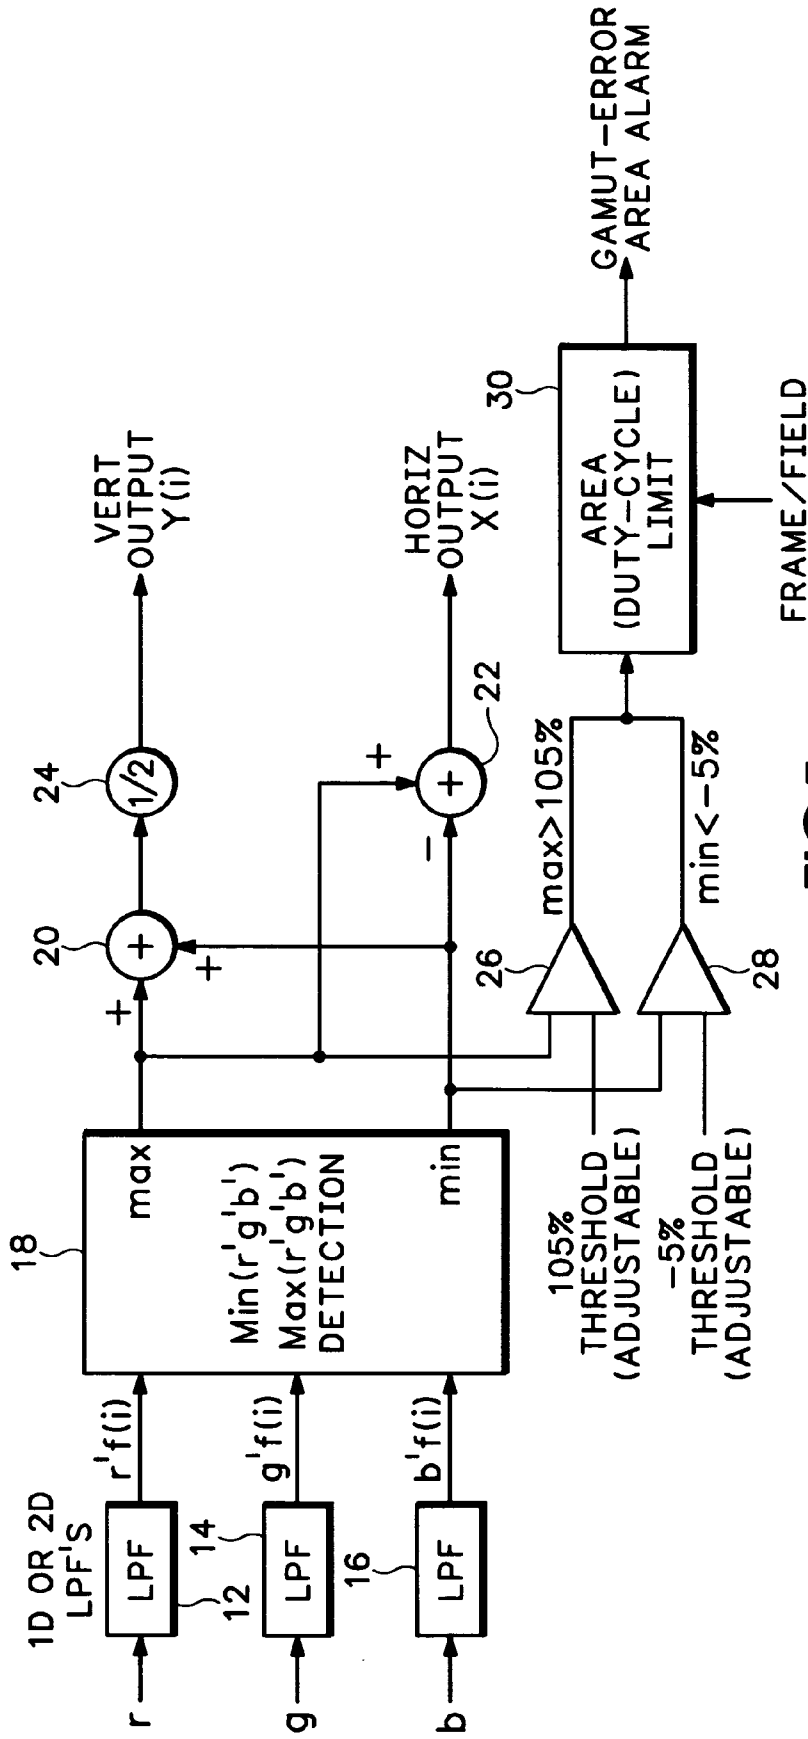 1D OR 2D
LPF'S
r
LPF
12
r'f(i)
g
LPF
14
g'f(i)
b
LPF
16
b'f(i)
18
Min(r'g'b')
Max(r'g'b')
DETECTION
max
min
+
+
20
+
24
1/2
VERT
OUTPUT
Y(i)
+
-
+
22
HORIZ
OUTPUT
X(i)
105%
THRESHOLD
(ADJUSTABLE)
-5%
THRESHOLD
(ADJUSTABLE)
26
28
max>105%
min<-5%
30
AREA
(DUTY-CYCLE)
LIMIT
FRAME/FIELD
GAMUT-ERROR
AREA ALARM